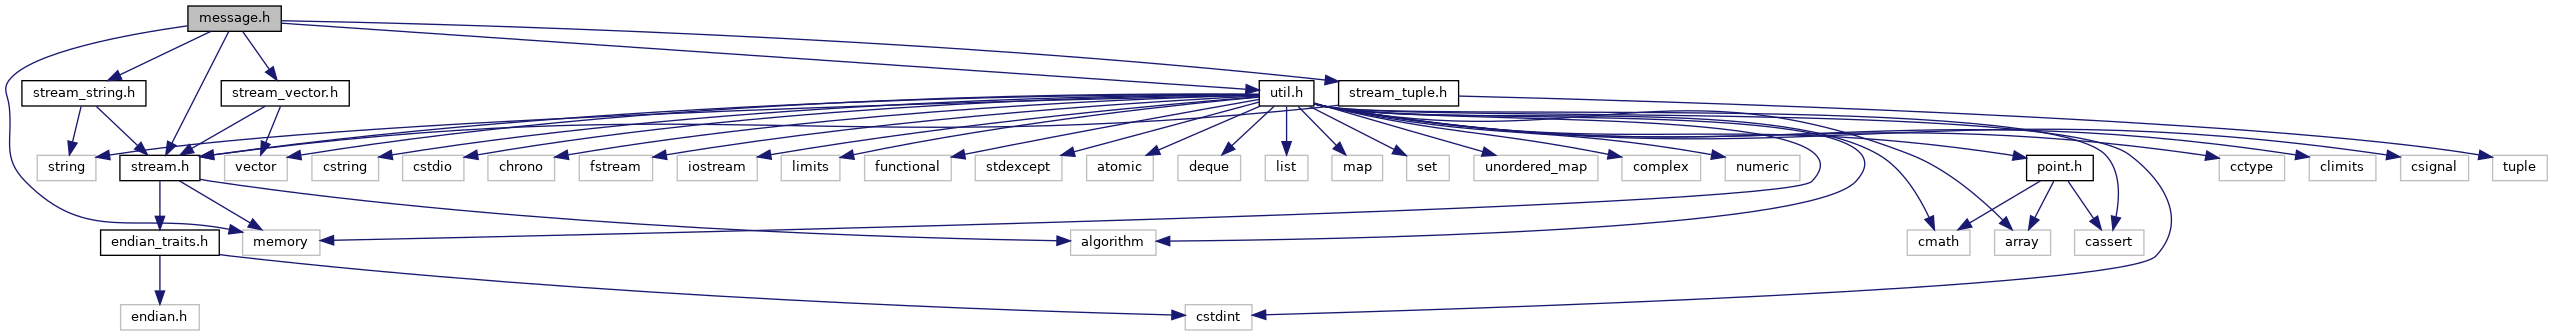 message.h
stream_string.h
stream_vector.h
util.h
stream_tuple.h
string
stream.h
vector
cstring
cstdio
chrono
fstream
iostream
limits
functional
stdexcept
atomic
deque
list
map
set
unordered_map
complex
numeric
point.h
cctype
climits
csignal
tuple
endian_traits.h
memory
algorithm
cmath
array
cassert
endian.h
cstdint